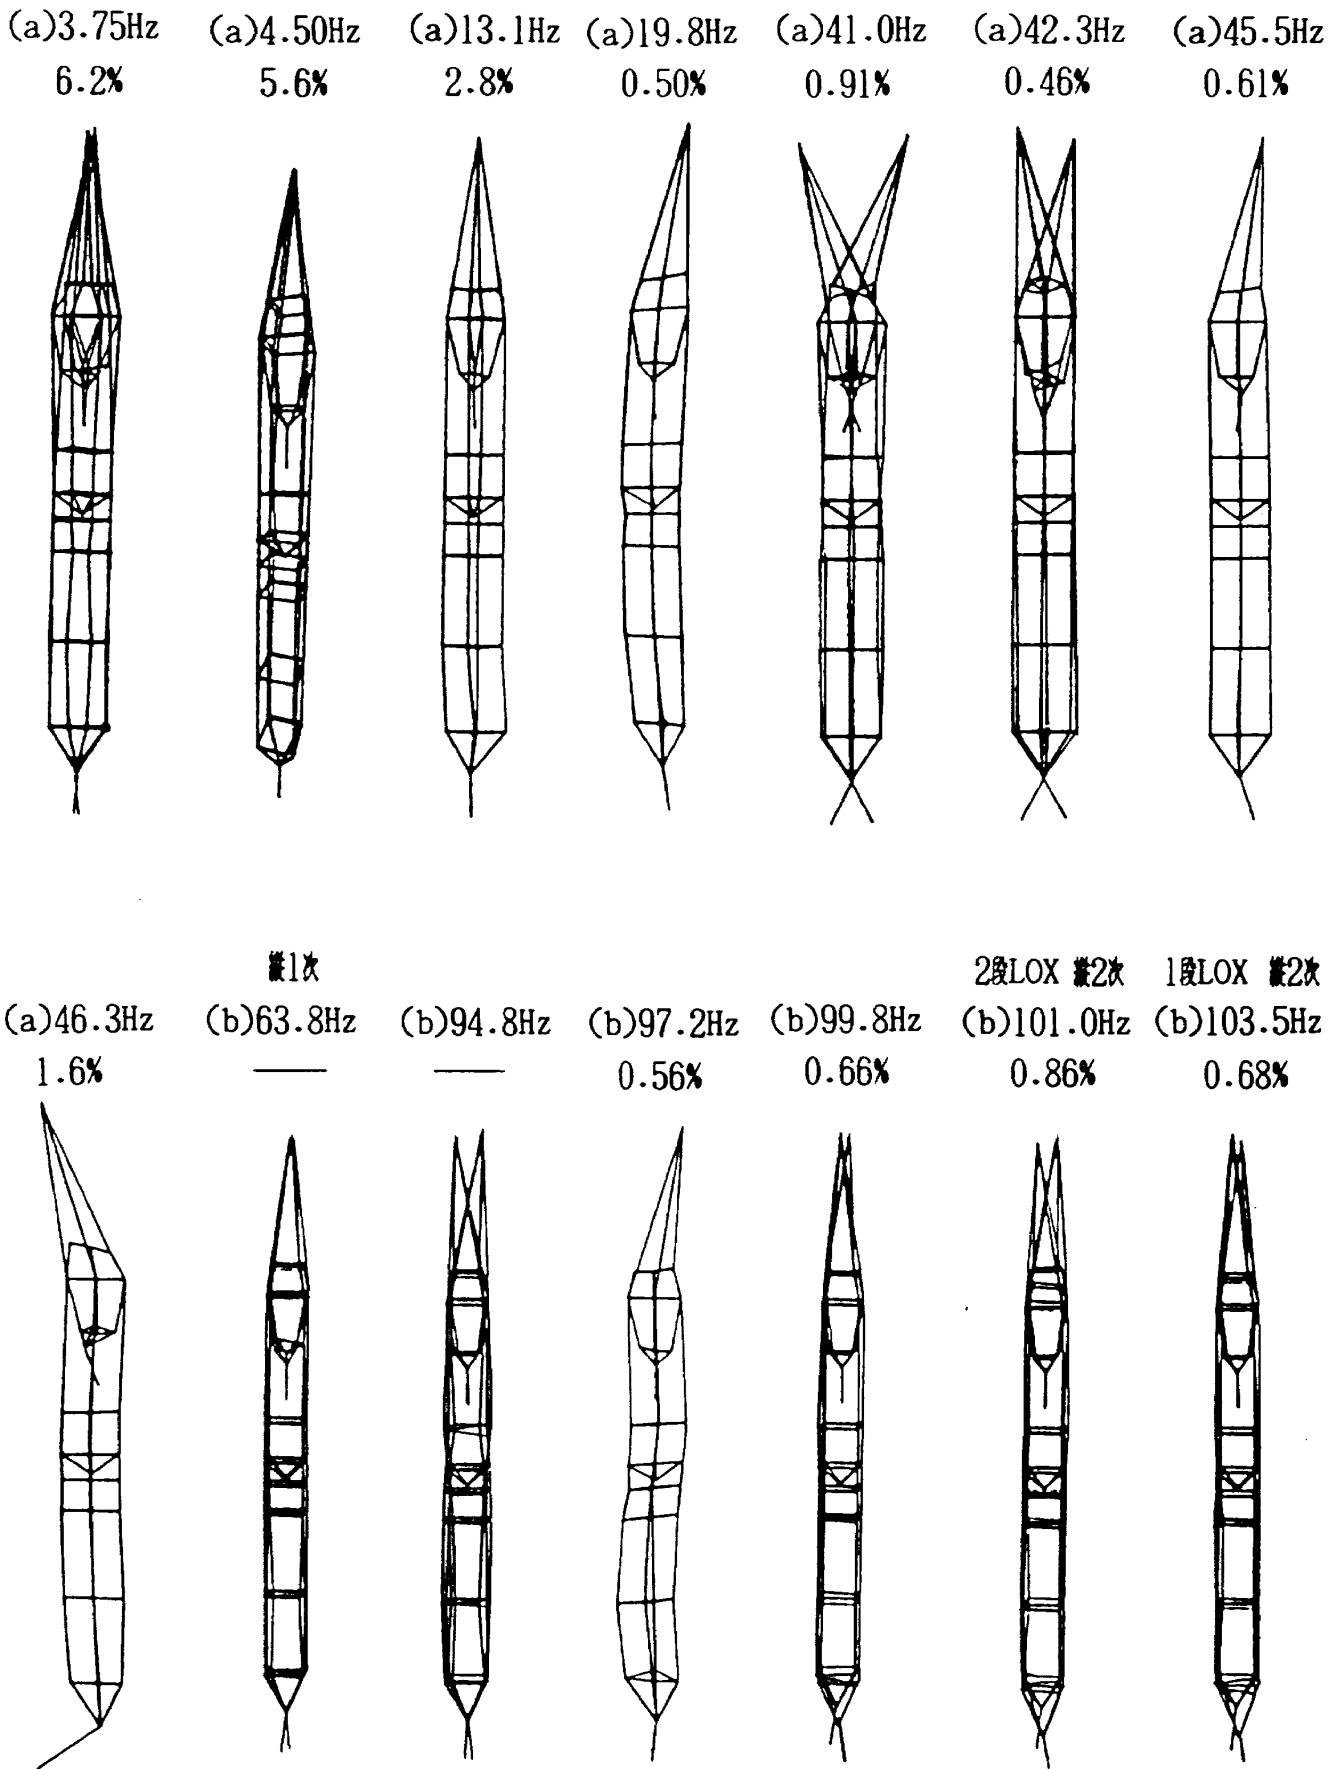 (a)3.75Hz (a)4.50Hz (a)13.1Hz (a)19.8Hz (a)41.0Hz (a)42.3Hz (a)45.5Hz
6.2% 5.6% 2.8% 0.50% 0.91% 0.46% 0.61%
縦1次 2段LOX 縦2次 1段LOX 縦2次
(a)46.3Hz (b)63.8Hz (b)94.8Hz (b)97.2Hz (b)99.8Hz (b)101.0Hz (b)103.5Hz
1.6% — — 0.56% 0.66% 0.86% 0.68%